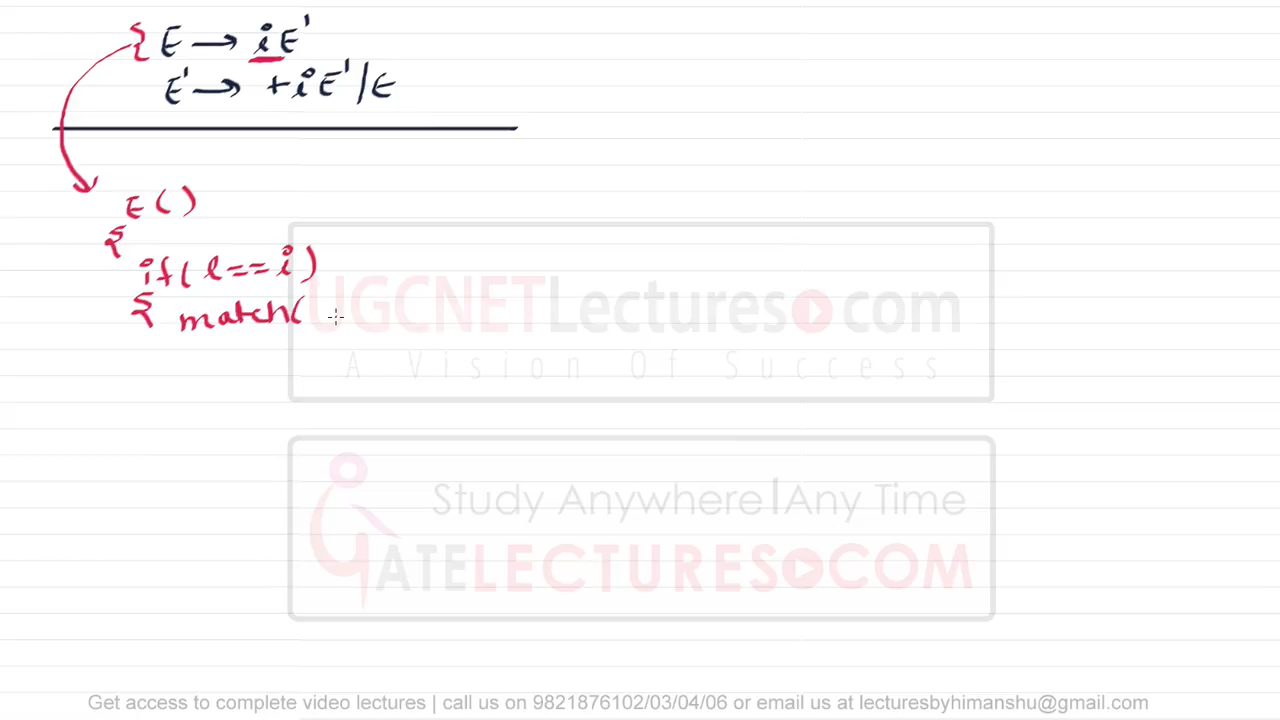 { E → iE'
E' → +iE'/ε
E()
{
if(l==i)
{ match(
UGCNETLectures.com
A Vision Of Success
Study Anywhere|Any Time
GATELECTURES.COM
Get access to complete video lectures | call us on 9821876102/03/04/06 or email us at lecturesbyhimanshu@gmail.com